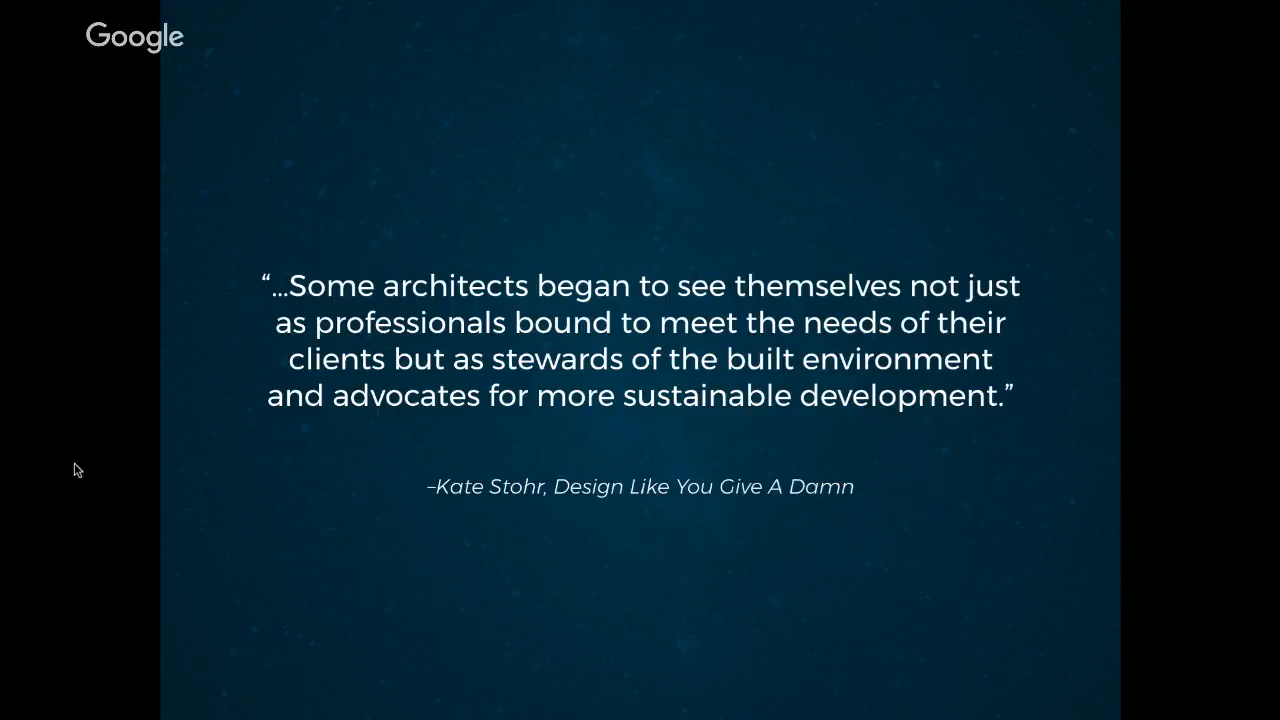 Google
“...Some architects began to see themselves not just
as professionals bound to meet the needs of their
clients but as stewards of the built environment
and advocates for more sustainable development.”
–Kate Stohr, Design Like You Give A Damn